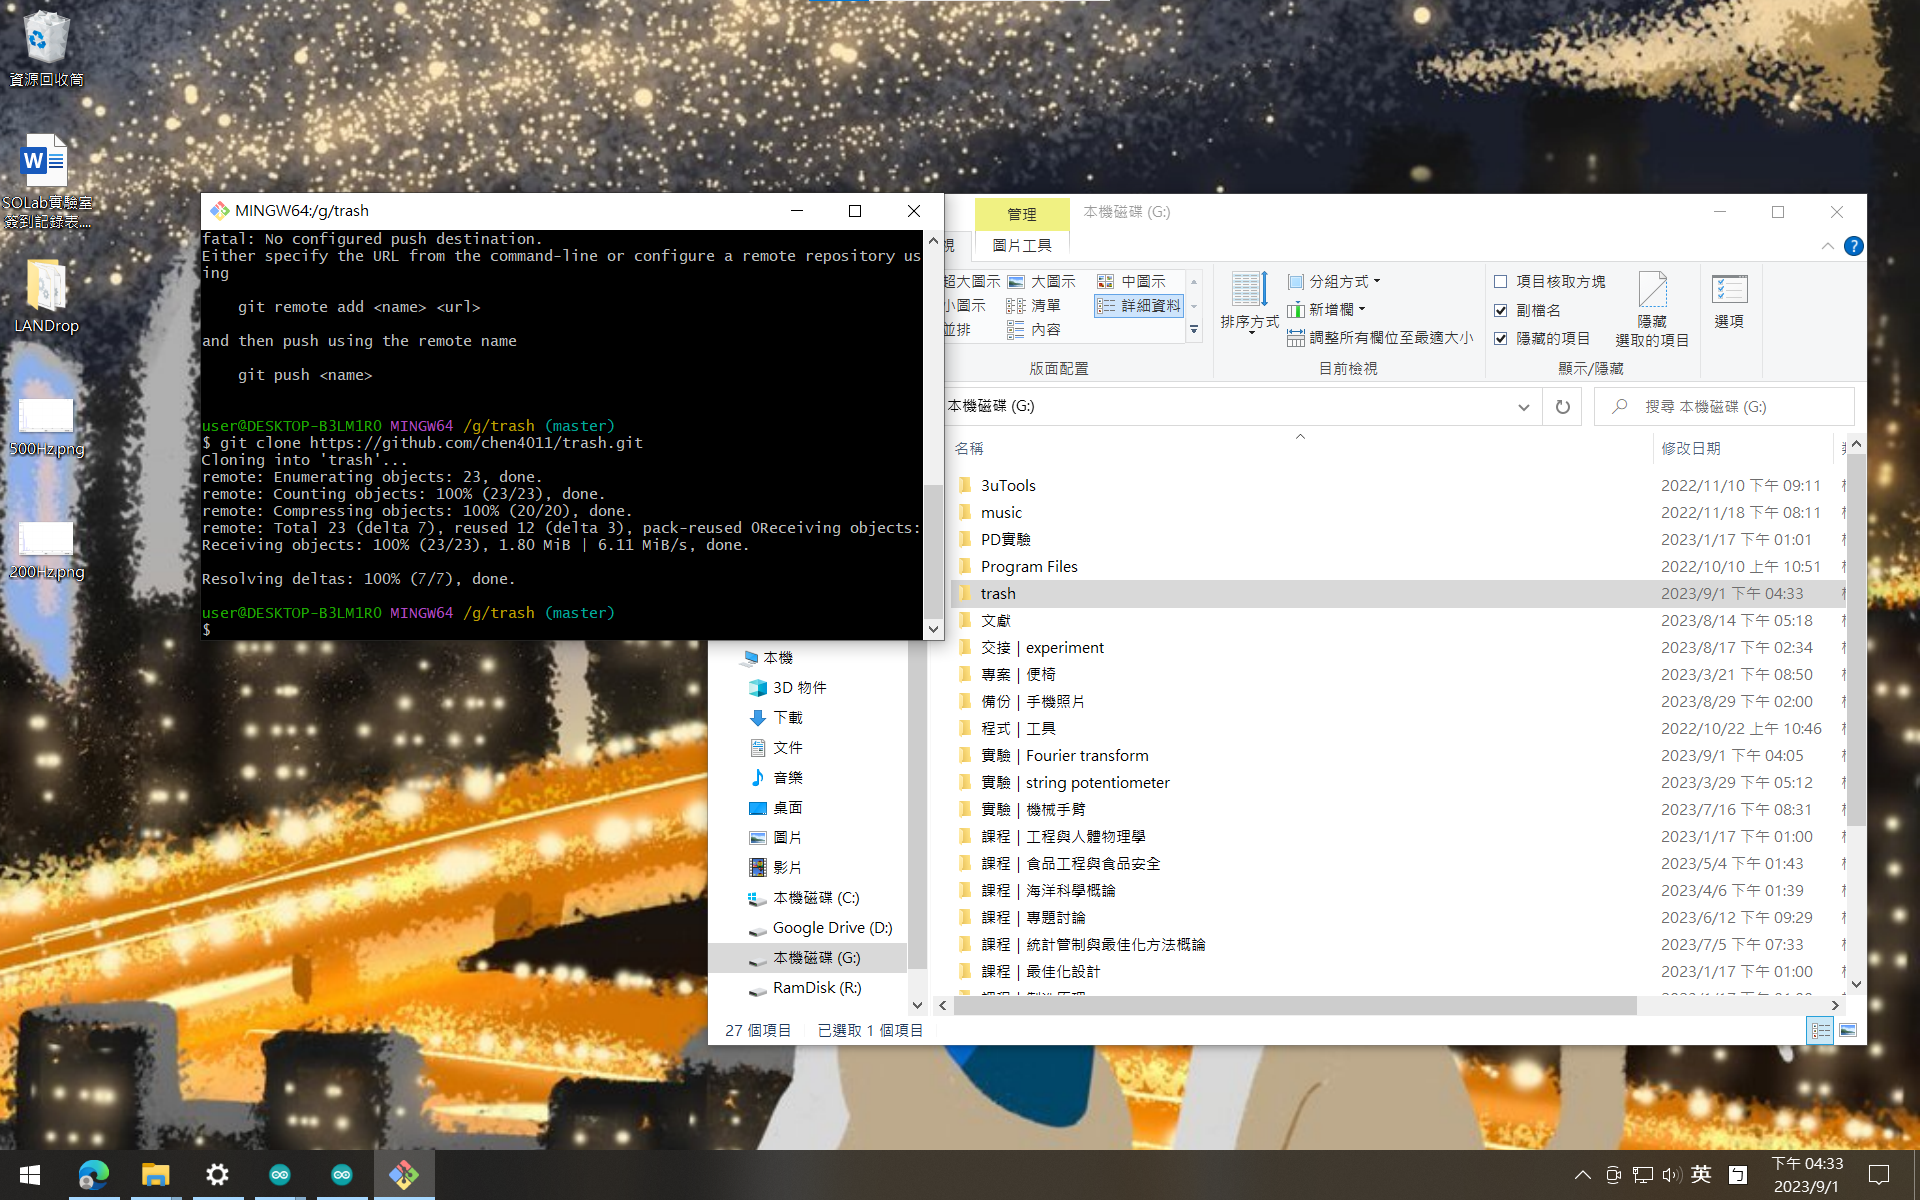 資源回收筒
SOLab實驗室
簽到記錄表....
LANDrop
500Hz.png
200Hz.png
MINGW64:/g/trash
fatal: No configured push destination.
Either specify the URL from the command-line or configure a remote repository us
ing
git remote add <name> <url>
and then push using the remote name
git push <name>
user@DESKTOP-B3LM1RO MINGW64 /g/trash (master)
$ git clone https://github.com/chen4011/trash.git
Cloning into 'trash'...
remote: Enumerating objects: 23, done.
remote: Counting objects: 100% (23/23), done.
remote: Compressing objects: 100% (20/20), done.
remote: Total 23 (delta 7), reused 12 (delta 3), pack-reused 0Receiving objects:
Receiving objects: 100% (23/23), 1.80 MiB | 6.11 MiB/s, done.
Resolving deltas: 100% (7/7), done.
user@DESKTOP-B3LM1RO MINGW64 /g/trash (master)
$
管理
本機磁碟 (G:)
圖片工具
超大圖示 大圖示 中圖示
小圖示 清單 詳細資料
並排 內容
版面配置
排序方式
分組方式
新增欄
調整所有欄位至最適大小
目前檢視
項目核取方塊
副檔名
隱藏的項目
隱藏
選取的項目
顯示/隱藏
選項
本機磁碟 (G:)
搜尋 本機磁碟 (G:)
名稱 修改日期
3uTools 2022/11/10 下午 09:11
music 2022/11/18 下午 08:11
PD實驗 2023/1/17 下午 01:01
Program Files 2022/10/10 上午 10:51
trash 2023/9/1 下午 04:33
文獻 2023/8/14 下午 05:18
交接 | experiment 2023/8/17 下午 02:34
專案 | 便椅 2023/3/21 下午 08:50
備份 | 手機照片 2023/8/29 下午 02:00
程式 | 工具 2022/10/22 上午 10:46
實驗 | Fourier transform 2023/9/1 下午 04:05
實驗 | string potentiometer 2023/3/29 下午 05:12
實驗 | 機械手臂 2023/7/16 下午 08:31
課程 | 工程與人體物理學 2023/1/17 下午 01:00
課程 | 食品工程與食品安全 2023/5/4 下午 01:43
課程 | 海洋科學概論 2023/4/6 下午 01:39
課程 | 專題討論 2023/6/12 下午 09:29
課程 | 統計管制與最佳化方法概論 2023/7/5 下午 07:33
課程 | 最佳化設計 2023/1/17 下午 01:00
本機
3D 物件
下載
文件
音樂
桌面
圖片
影片
本機磁碟 (C:)
Google Drive (D:)
本機磁碟 (G:)
RamDisk (R:)
27 個項目 已選取 1 個項目
英
下午 04:33
2023/9/1